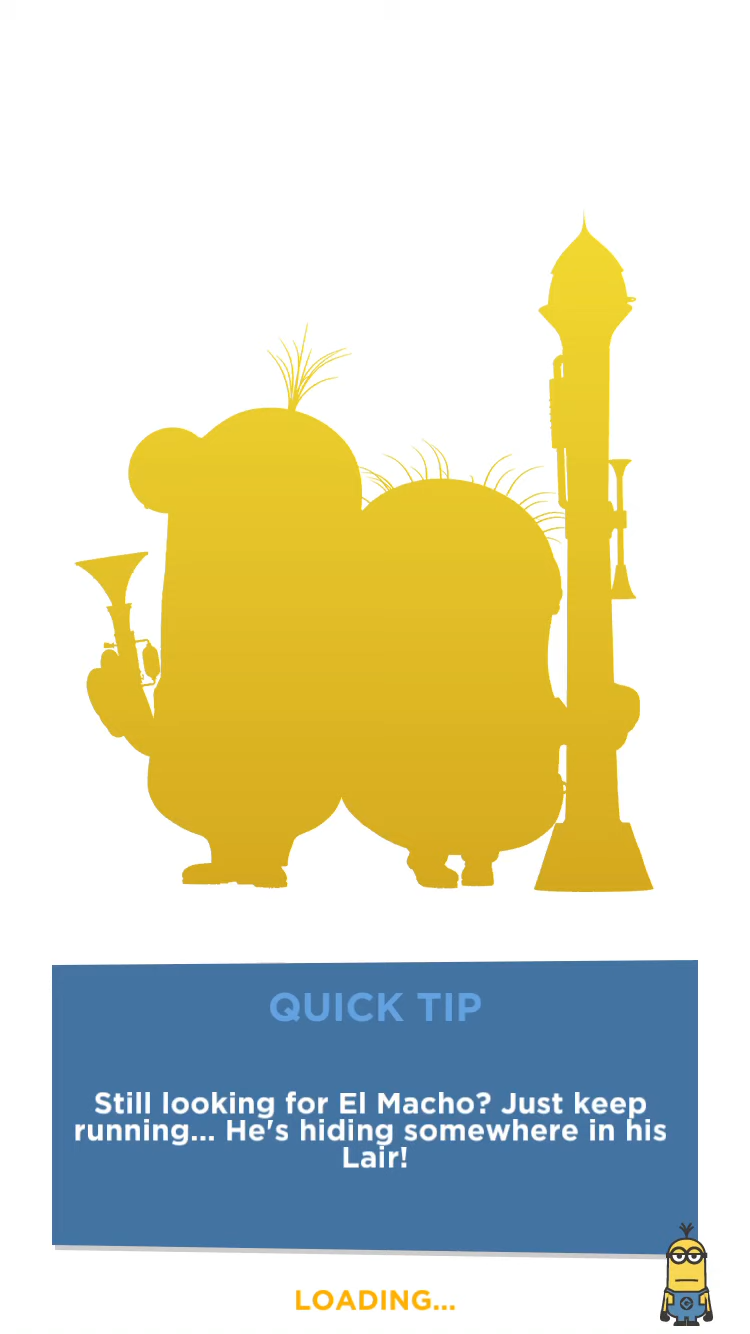 QUICK TIP
Still looking for El Macho? Just keep
running... He's hiding somewhere in his
Lair!
LOADING...